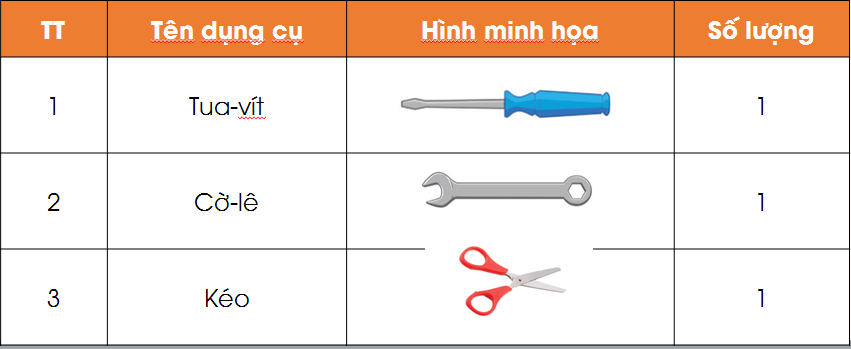 TT Tên dụng cụ Hình minh họa Số lượng
1 Tua-vít 1
2 Cờ-lê 1
3 Kéo 1